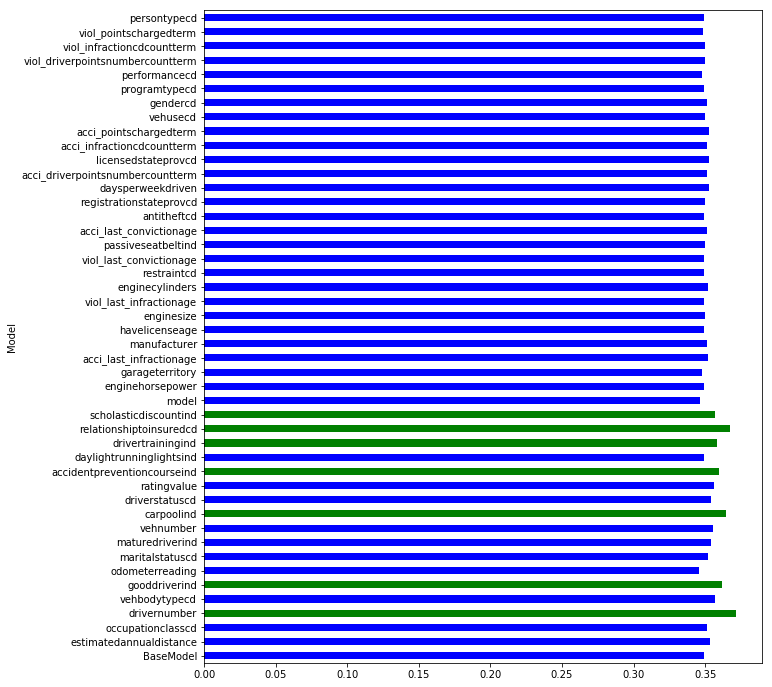 persontypecd
viol_pointschargedterm
viol_infractioncdcountterm
viol_driverpointsnumbercountterm
performancecd
programtypecd
gendercd
vehusecd
acci_pointschargedterm
acci_infractioncdcountterm
licensedstateprovcd
acci_driverpointsnumbercountterm
daysperweekdriven
registrationstateprovcd
antitheftcd
acci_last_convictionage
passiveseatbeltind
viol_last_convictionage
restraintcd
enginecylinders
viol_last_infractionage
enginesize
havelicenseage
manufacturer
acci_last_infractionage
garageterritory
enginehorsepower
model
scholasticdiscountind
relationshiptoinsuredcd
drivertrainingind
daylightrunninglightsind
accidentpreventioncourseind
ratingvalue
driverstatuscd
carpoolind
vehnumber
maturedriverind
maritalstatuscd
odometerreading
gooddriverind
vehbodytypecd
drivernumber
occupationclasscd
estimatedannualdistance
BaseModel
Model
0.00 0.05 0.10 0.15 0.20 0.25 0.30 0.35